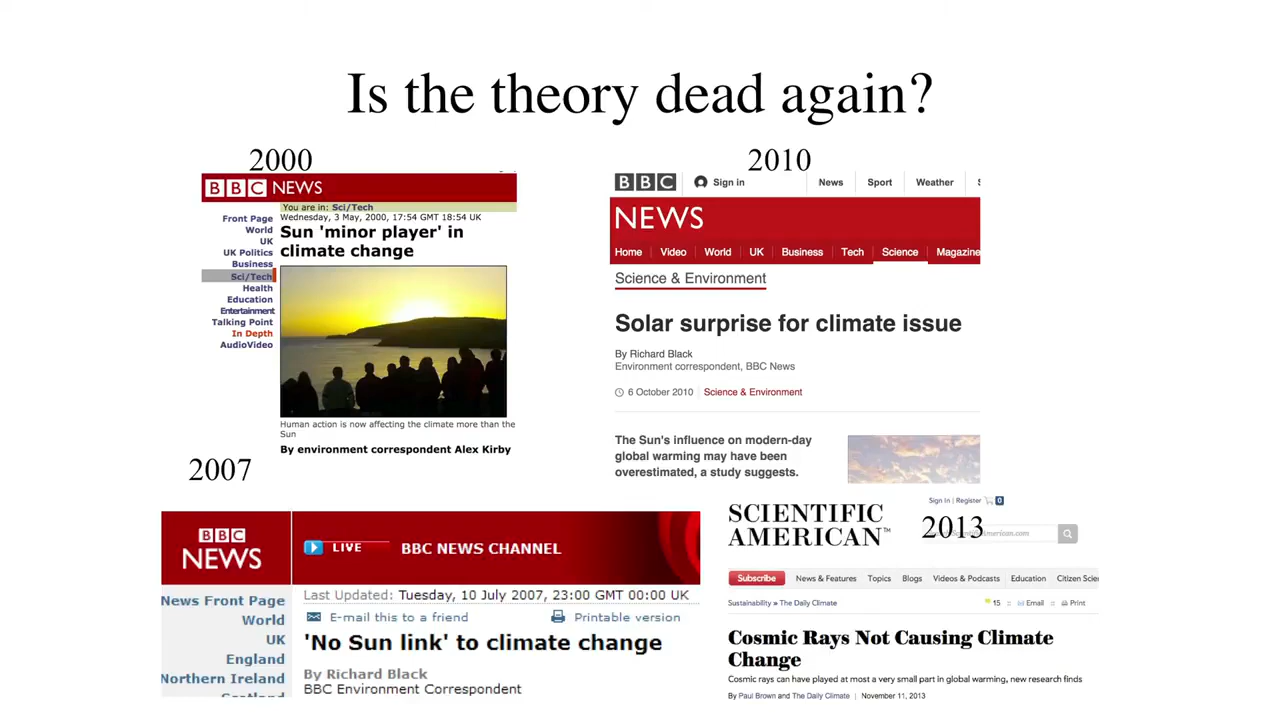 Is the theory dead again?
2000
BBC NEWS
You are in: Sci/Tech
Wednesday, 3 May, 2000, 17:54 GMT 18:54 UK
Sun 'minor player' in
climate change
Front Page
World
UK
UK Politics
Business
Sci/Tech
Health
Education
Entertainment
Talking Point
In Depth
AudioVideo
Human action is now affecting the climate more than the
Sun
By environment correspondent Alex Kirby
2010
BBC Sign in News Sport Weather S
NEWS
Home Video World UK Business Tech Science Magazine
Science & Environment
Solar surprise for climate issue
By Richard Black
Environment correspondent, BBC News
6 October 2010 Science & Environment
The Sun's influence on modern-day
global warming may have been
overestimated, a study suggests.
2007
BBC
NEWS
LIVE BBC NEWS CHANNEL
Last Updated: Tuesday, 10 July 2007, 23:00 GMT 00:00 UK
E-mail this to a friend Printable version
'No Sun link' to climate change
By Richard Black
BBC Environment Correspondent
News Front Page
World
UK
England
Northern Ireland
Scotland
Sign In | Register 0
SCIENTIFIC
AMERICAN™
2013
Subscribe News & Features Topics Blogs Videos & Podcasts Education Citizen Scie
Sustainability » The Daily Climate 15 :: Email :: Print
Cosmic Rays Not Causing Climate
Change
Cosmic rays can have played at most a very small part in global warming, new research finds
By Paul Brown and The Daily Climate | November 11, 2013